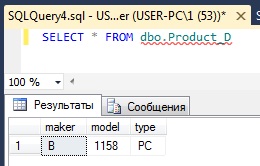 SQLQuery4.sql - US...er (USER-PC\1 (53))*
SELECT * FROM dbo.Product_D
100 %
Результаты Сообщения
maker model type
1 B 1158 PC